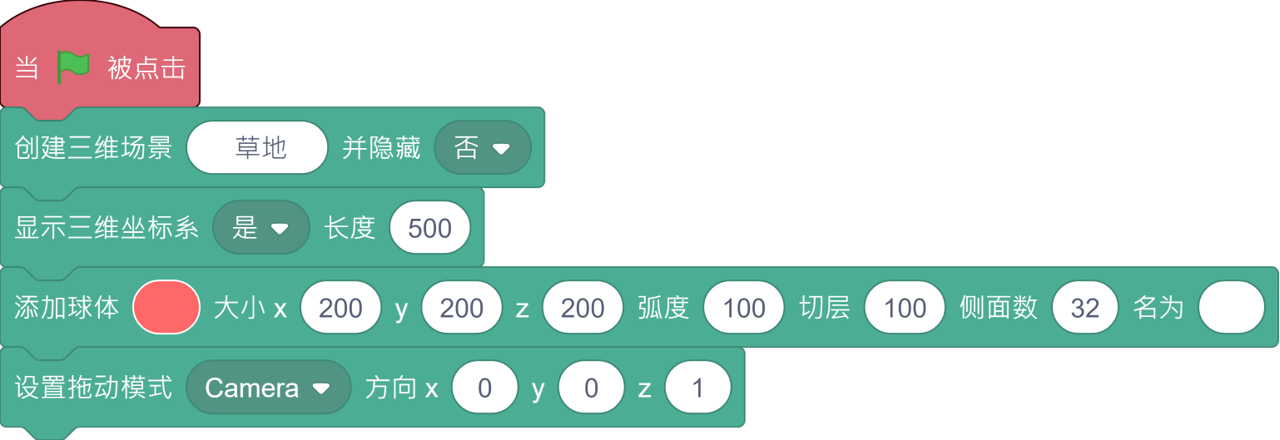 当 被点击
创建三维场景 草地 并隐藏 否
显示三维坐标系 是 长度 500
添加球体 大小 x 200 y 200 z 200 弧度 100 切层 100 侧面数 32 名为
设置拖动模式 Camera 方向 x 0 y 0 z 1